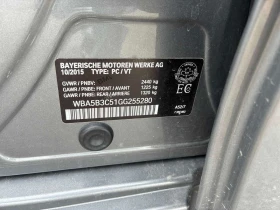 BAYERISCHE MOTOREN WERKE AG
10/2015 TYPE: PC / VT
GVWR / PNBV: 2440 kg
GAWR / PNBE: FRONT / AVANT 1225 kg
GAWR / PNBE: REAR / ARRIERE 1320 kg
WBA5B3C51GG255280
EC